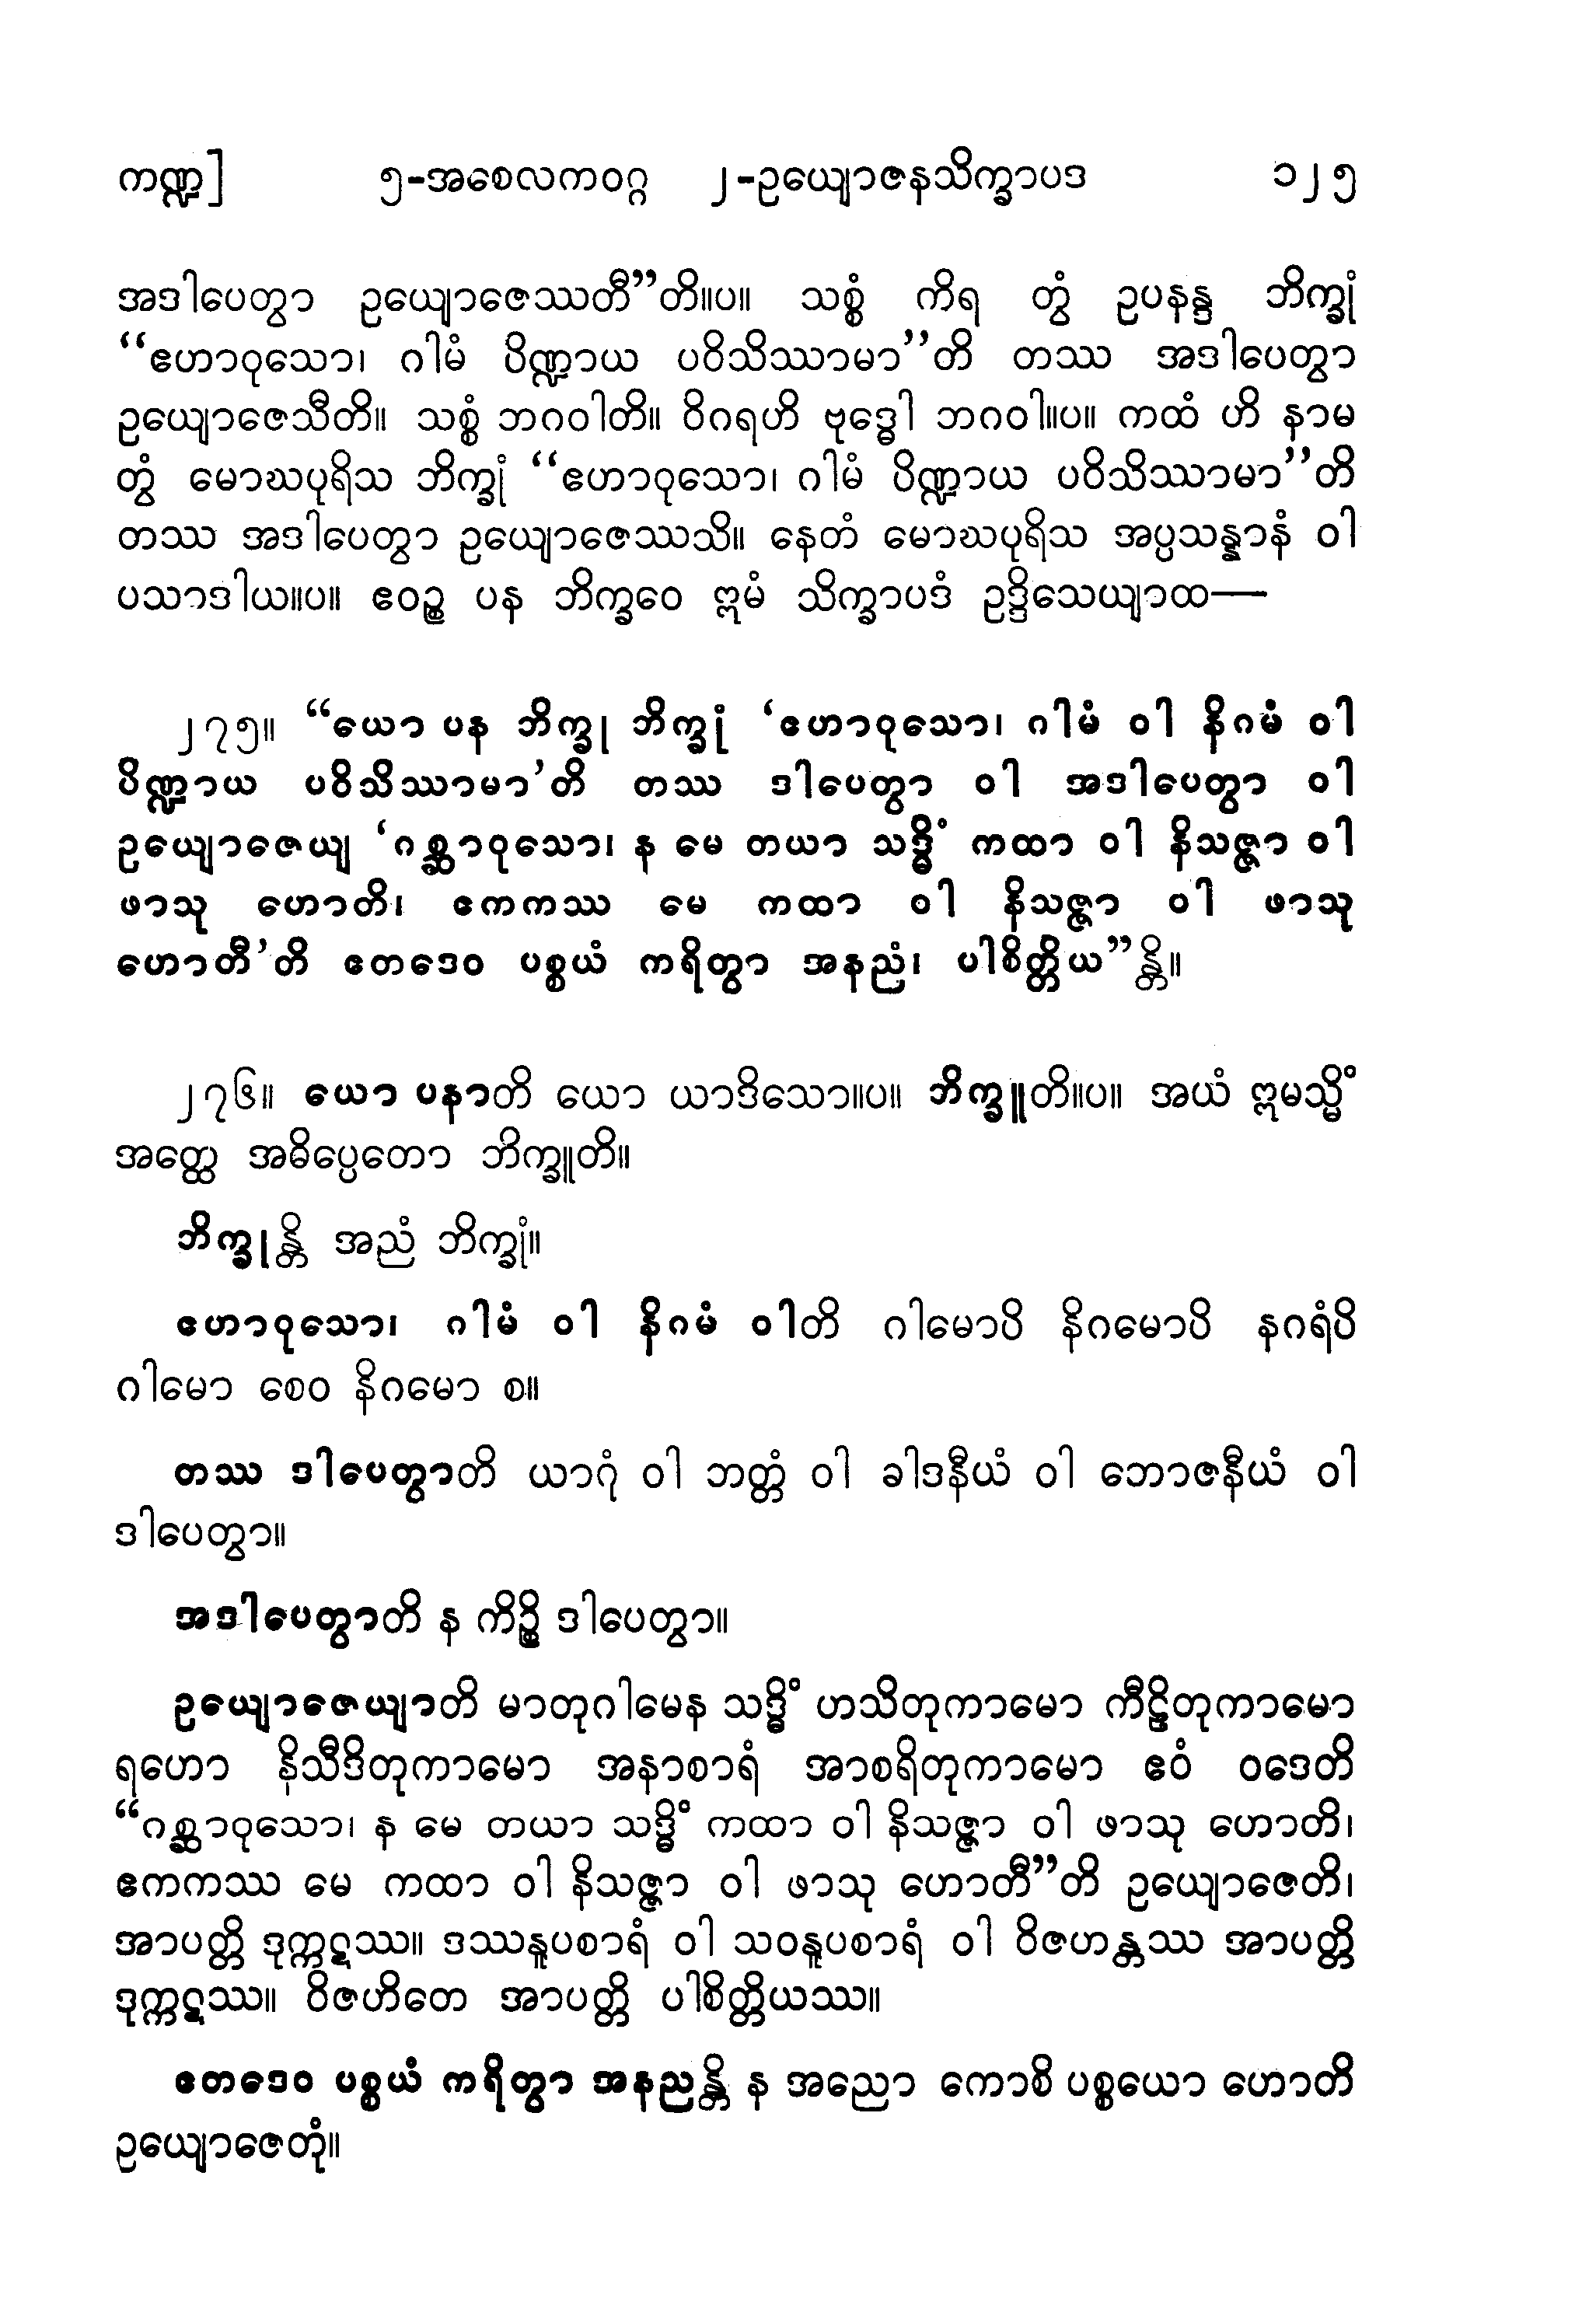 ကဏ္ဍ] ၅-အစေလကဝဂ္ဂ ၂-ဥယျောဇနသိက္ခာပဒ ၁၂၅
အဒါပေတွာ ဥယျောဇေဿတီ”တိ။ပ။ သစ္စံ ကိရ တွံ ဥပနန္ဒ ဘိက္ခုံ
“ဧဟာဝုသော၊ ဂါမံ ပိဏ္ဍာယ ပဝိသိဿာမာ”တိ တဿ အဒါပေတွာ
ဥယျောဇေသီတိ။ သစ္စံ ဘဂဝါတိ။ ဝိဂရဟိ ဗုဒ္ဓေါ ဘဂဝါ။ပ။ ကထံ ဟိ နာမ
တွံ မောဃပုရိသ ဘိက္ခုံ “ဧဟာဝုသော၊ ဂါမံ ပိဏ္ဍာယ ပဝိသိဿာမာ”တိ
တဿ အဒါပေတွာ ဥယျောဇေဿသိ။ နေတံ မောဃပုရိသ အပ္ပသန္နာနံ ဝါ
ပသာဒါယ။ပ။ ဧဝဉ္စ ပန ဘိက္ခဝေ ဣမံ သိက္ခာပဒံ ဥဒ္ဒိသေယျာထ—
၂၇၅။ “ယော ပန ဘိက္ခု ဘိက္ခုံ ‘ဧဟာဝုသော၊ ဂါမံ ဝါ နိဂမံ ဝါ
ပိဏ္ဍာယ ပဝိသိဿာမာ’တိ တဿ ဒါပေတွာ ဝါ အဒါပေတွာ ဝါ
ဥယျောဇေယျ ‘ဂစ္ဆာဝုသော၊ န မေ တယာ သဒ္ဓိံ ကထာ ဝါ နိသဇ္ဇာ ဝါ
ဖာသု ဟောတိ၊ ဧကကဿ မေ ကထာ ဝါ နိသဇ္ဇာ ဝါ ဖာသု
ဟောတီ’တိ ဧတဒေဝ ပစ္စယံ ကရိတွာ အနညံ၊ ပါစိတ္တိယ”န္တိ။
၂၇၆။ ယော ပနာတိ ယော ယာဒိသော။ပ။ ဘိက္ခူတိ။ပ။ အယံ ဣမသ္မိံ
အတ္ထေ အဓိပ္ပေတော ဘိက္ခူတိ။
ဘိက္ခုန္တိ အညံ ဘိက္ခုံ။
ဧဟာဝုသော၊ ဂါမံ ဝါ နိဂမံ ဝါတိ ဂါမောပိ နိဂမောပိ နဂရံပိ
ဂါမော စေဝ နိဂမော စ။
တဿ ဒါပေတွာတိ ယာဂုံ ဝါ ဘတ္တံ ဝါ ခါဒနီယံ ဝါ ဘောဇနီယံ ဝါ
ဒါပေတွာ။
အဒါပေတွာတိ န ကိဉ္စိ ဒါပေတွာ။
ဥယျောဇေယျာတိ မာတုဂါမေန သဒ္ဓိံ ဟသိတုကာမော ကီဠိတုကာမော
ရဟော နိသီဒိတုကာမော အနာစာရံ အာစရိတုကာမော ဧဝံ ဝဒေတိ
“ဂစ္ဆာဝုသော၊ န မေ တယာ သဒ္ဓိံ ကထာ ဝါ နိသဇ္ဇာ ဝါ ဖာသု ဟောတိ၊
ဧကကဿ မေ ကထာ ဝါ နိသဇ္ဇာ ဝါ ဖာသု ဟောတီ”တိ ဥယျောဇေတိ၊
အာပတ္တိ ဒုက္ကဋဿ။ ဒဿနူပစာရံ ဝါ သဝနူပစာရံ ဝါ ဝိဇဟန္တဿ အာပတ္တိ
ဒုက္ကဋဿ။ ဝိဇဟိတေ အာပတ္တိ ပါစိတ္တိယဿ။
ဧတဒေဝ ပစ္စယံ ကရိတွာ အနညန္တိ န အညော ကောစိ ပစ္စယော ဟောတိ
ဥယျောဇေတုံ။